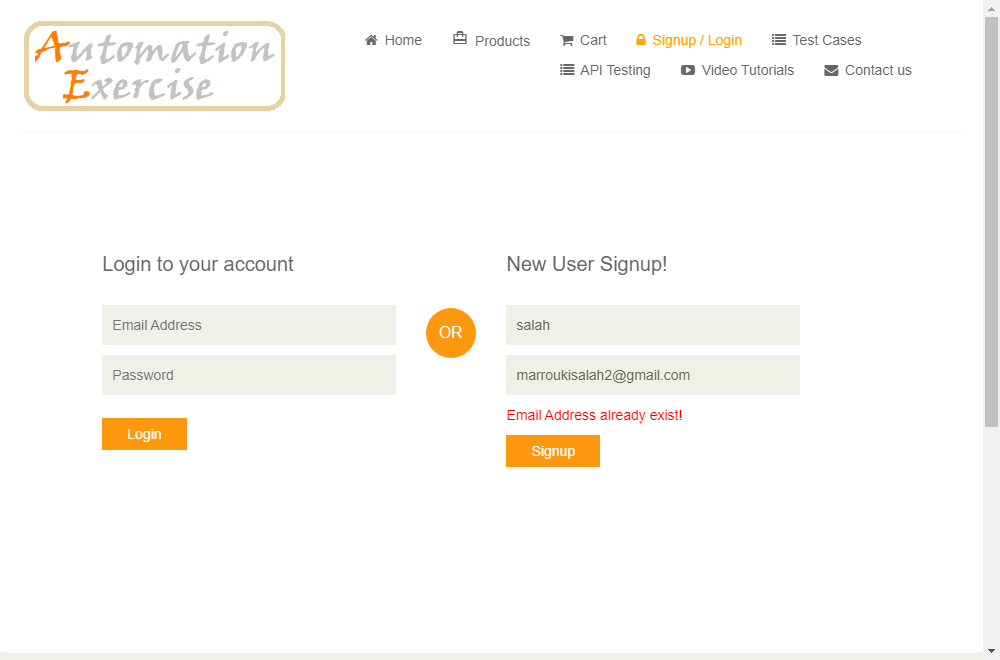 Automation
Exercise
Home
Products
Cart
Signup / Login
Test Cases
API Testing
Video Tutorials
Contact us
Login to your account
Email Address
Password
Login
OR
New User Signup!
salah
marroukisalah2@gmail.com
Email Address already exist!
Signup